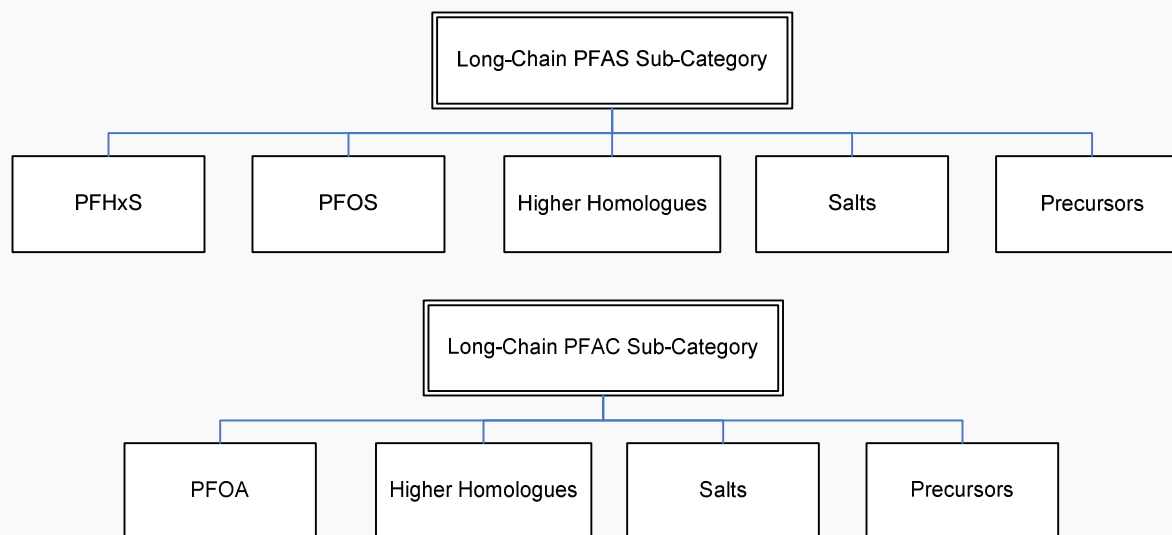 Long-Chain PFAS Sub-Category
PFHxS
PFOS
Higher Homologues
Salts
Precursors
Long-Chain PFAC Sub-Category
PFOA
Higher Homologues
Salts
Precursors